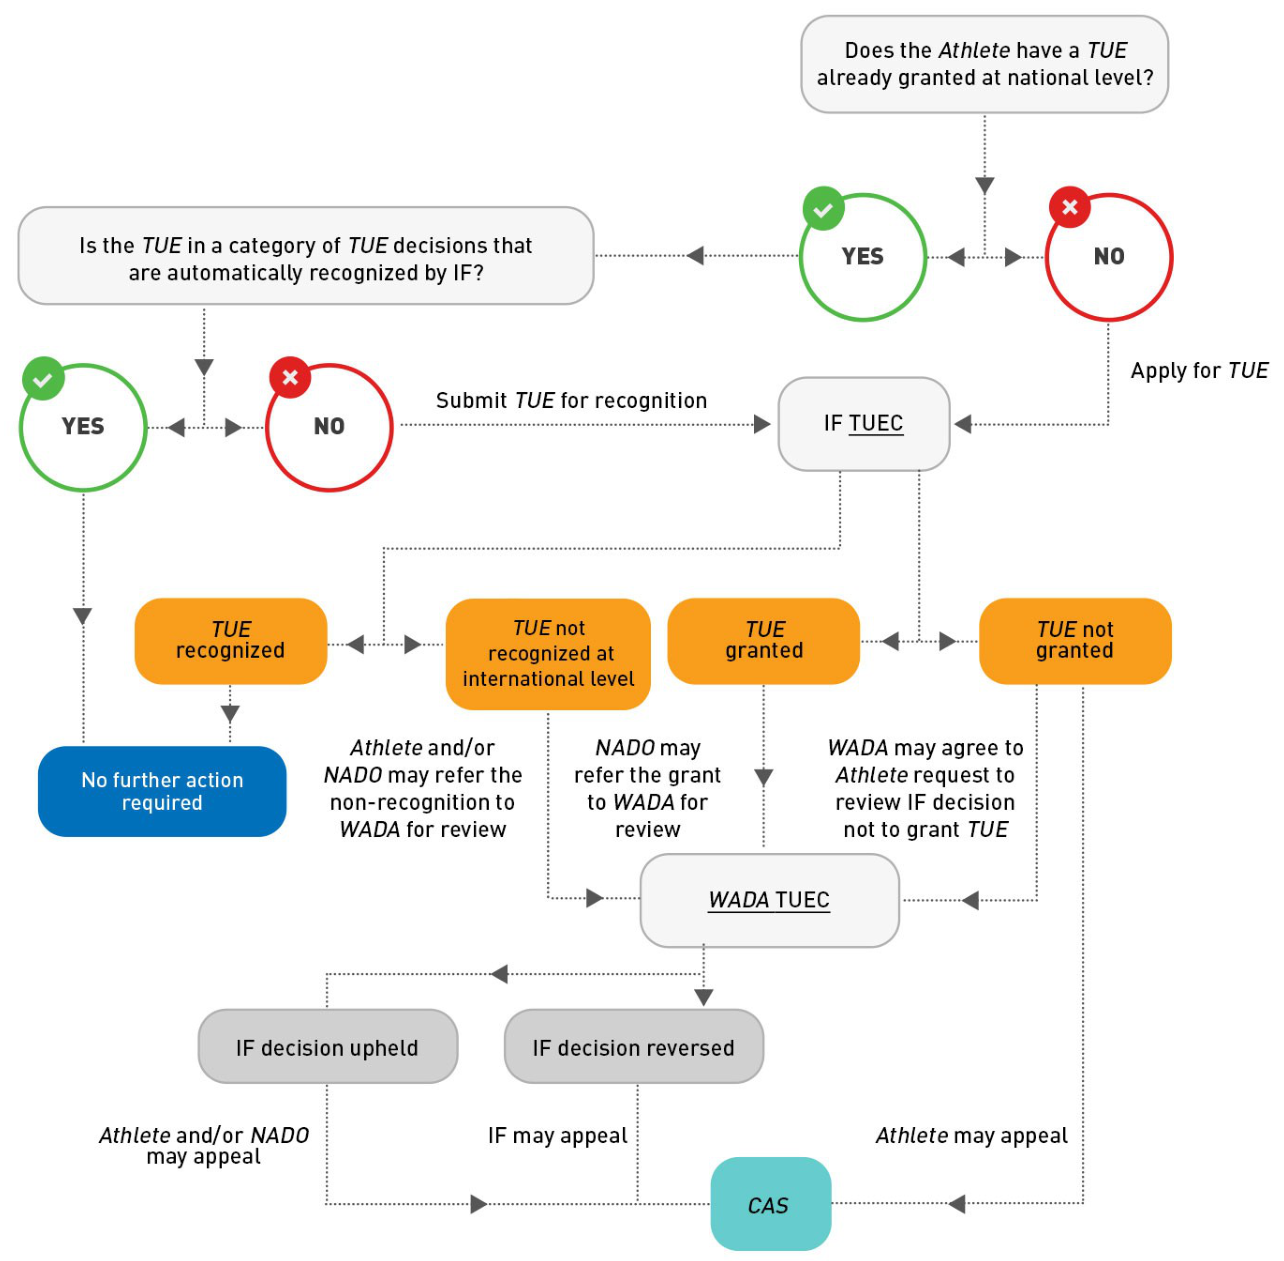 Does the Athlete have a TUE
already granted at national level?
Is the TUE in a category of TUE decisions that
are automatically recognized by IF?
YES
NO
YES
NO
Submit TUE for recognition
IF TUEC
Apply for TUE
TUE
recognized
TUE not
recognized at
international level
TUE
granted
TUE not
granted
No further action
required
Athlete and/or
NADO may refer the
non-recognition to
WADA for review
NADO may
refer the grant
to WADA for
review
WADA may agree to
Athlete request to
review IF decision
not to grant TUE
WADA TUEC
IF decision upheld
IF decision reversed
Athlete and/or NADO
may appeal
IF may appeal
Athlete may appeal
CAS